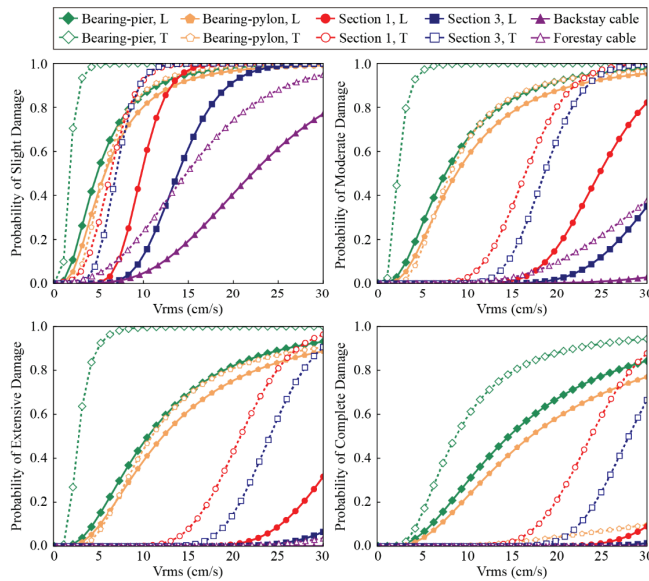 Bearing-pier, L Bearing-pylon, L Section 1, L Section 3, L Backstay cable
Bearing-pier, T Bearing-pylon, T Section 1, T Section 3, T Forestay cable
Probability of Slight Damage
1.0
0.8
0.6
0.4
0.2
0.0
0 5 10 15 20 25 30
Vrms (cm/s)
Probability of Moderate Damage
1.0
0.8
0.6
0.4
0.2
0.0
0 5 10 15 20 25 30
Vrms (cm/s)
Probability of Extensive Damage
1.0
0.8
0.6
0.4
0.2
0.0
0 5 10 15 20 25 30
Vrms (cm/s)
Probability of Complete Damage
1.0
0.8
0.6
0.4
0.2
0.0
0 5 10 15 20 25 30
Vrms (cm/s)